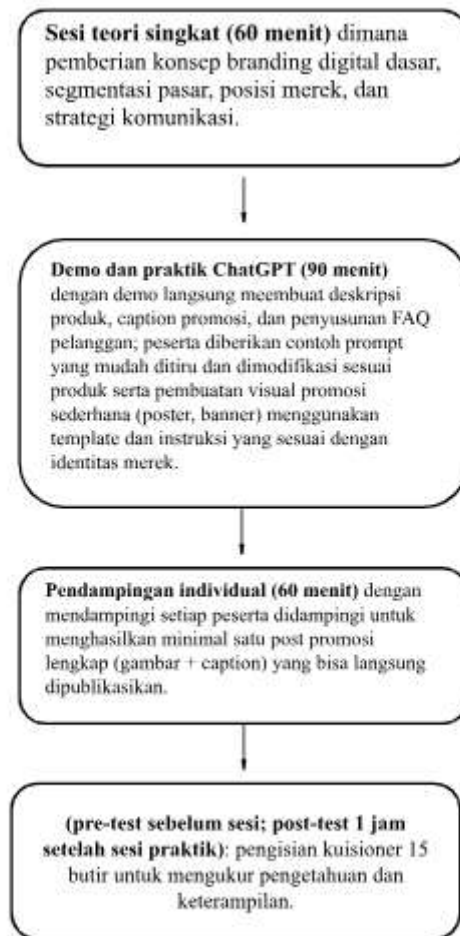 Sesi teori singkat (60 menit) dimana
pemberian konsep branding digital dasar,
segmentasi pasar, posisi merek, dan
strategi komunikasi.
Demo dan praktik ChatGPT (90 menit)
dengan demo langsung meembuat deskripsi
produk, caption promosi, dan penyusunan FAQ
pelanggan; peserta diberikan contoh prompt
yang mudah ditiru dan dimodifikasi sesuai
produk serta pembuatan visual promosi
sederhana (poster, banner) menggunakan
template dan instruksi yang sesuai dengan
identitas merek.
Pendampingan individual (60 menit) dengan
mendampingi setiap peserta didampingi untuk
menghasilkan minimal satu post promosi
lengkap (gambar + caption) yang bisa langsung
dipublikasikan.
(pre-test sebelum sesi; post-test 1 jam
setelah sesi praktik): pengisian kuisioner 15
butir untuk mengukur pengetahuan dan
keterampilan.